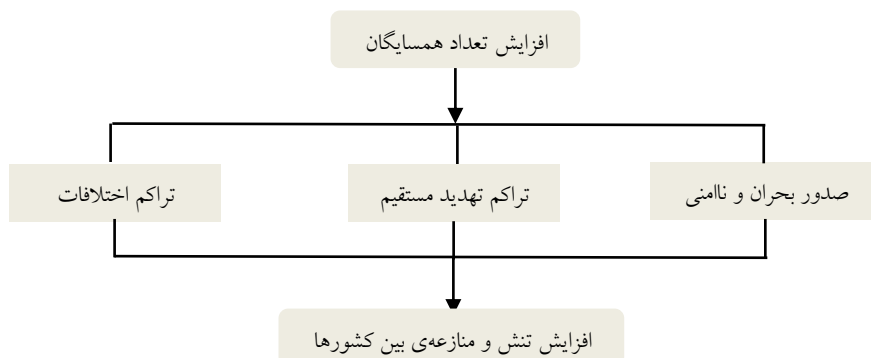 افزایش تعداد همسایگان
صدور بحران و ناامنی
تراکم تهدید مستقیم
تراکم اختلافات
افزایش تنش و منازعه‌ی بین کشورها